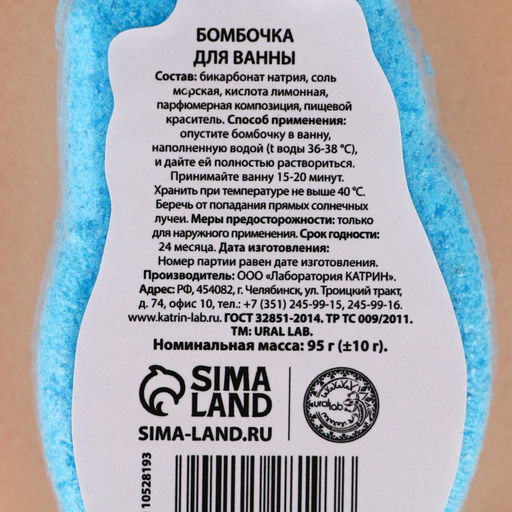 БОМБОЧКА
ДЛЯ ВАННЫ
Состав: бикарбонат натрия, соль
морская, кислота лимонная,
парфюмерная композиция, пищевой
краситель. Способ применения:
опустите бомбочку в ванну,
наполненную водой (t воды 36-38 °C),
и дайте ей полностью раствориться.
Принимайте ванну 15-20 минут.
Хранить при температуре не выше 40 °C.
Беречь от попадания прямых солнечных
лучей. Меры предосторожности: только
для наружного применения. Срок годности:
24 месяца. Дата изготовления:
Номер партии равен дате изготовления.
Производитель: ООО «Лаборатория КАТРИН».
Адрес: РФ, 454082, г. Челябинск, ул. Троицкий тракт,
д. 74, офис 10, тел.: +7 (351) 245-99-15, 245-99-16.
www.katrin-lab.ru. ГОСТ 32851-2014. ТР ТС 009/2011.
TM: URAL LAB.
Номинальная масса: 95 г (±10 г).
SIMA
LAND
SIMA-LAND.RU
ural lab
10528193